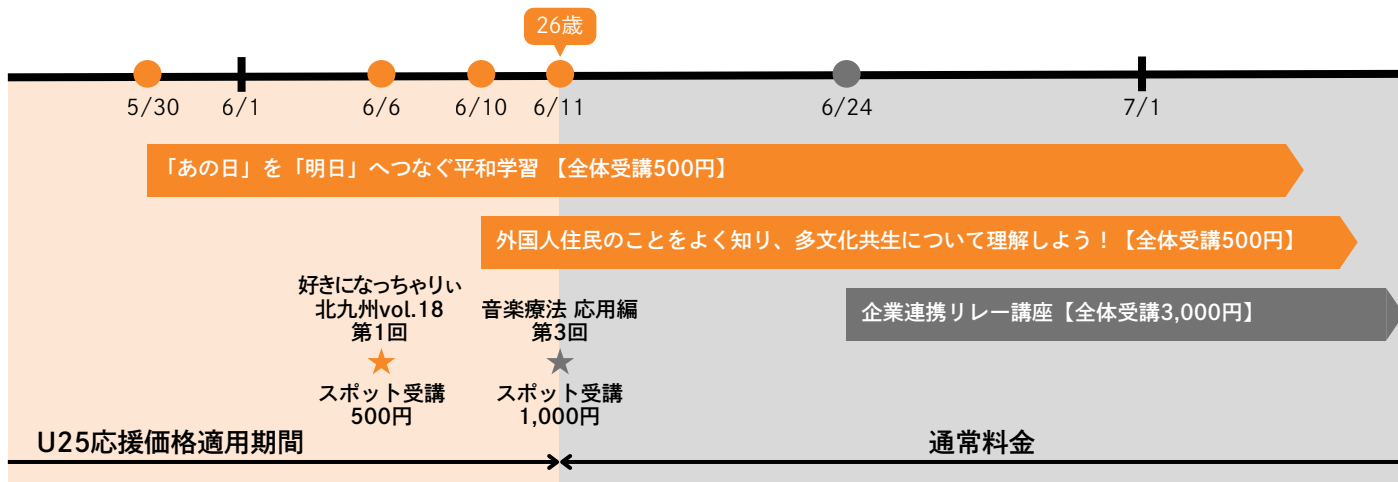 26歳
5/30
6/1
6/6
6/10
6/11
6/24
7/1
「あの日」を「明日」へつなぐ平和学習 【全体受講500円】
外国人住民のことをよく知り、多文化共生について理解しよう！【全体受講500円】
好きになっちゃりぃ
北九州vol.18
第1回
音楽療法 応用編
第3回
企業連携リレー講座【全体受講3,000円】
スポット受講
500円
スポット受講
1,000円
U25応援価格適用期間
通常料金